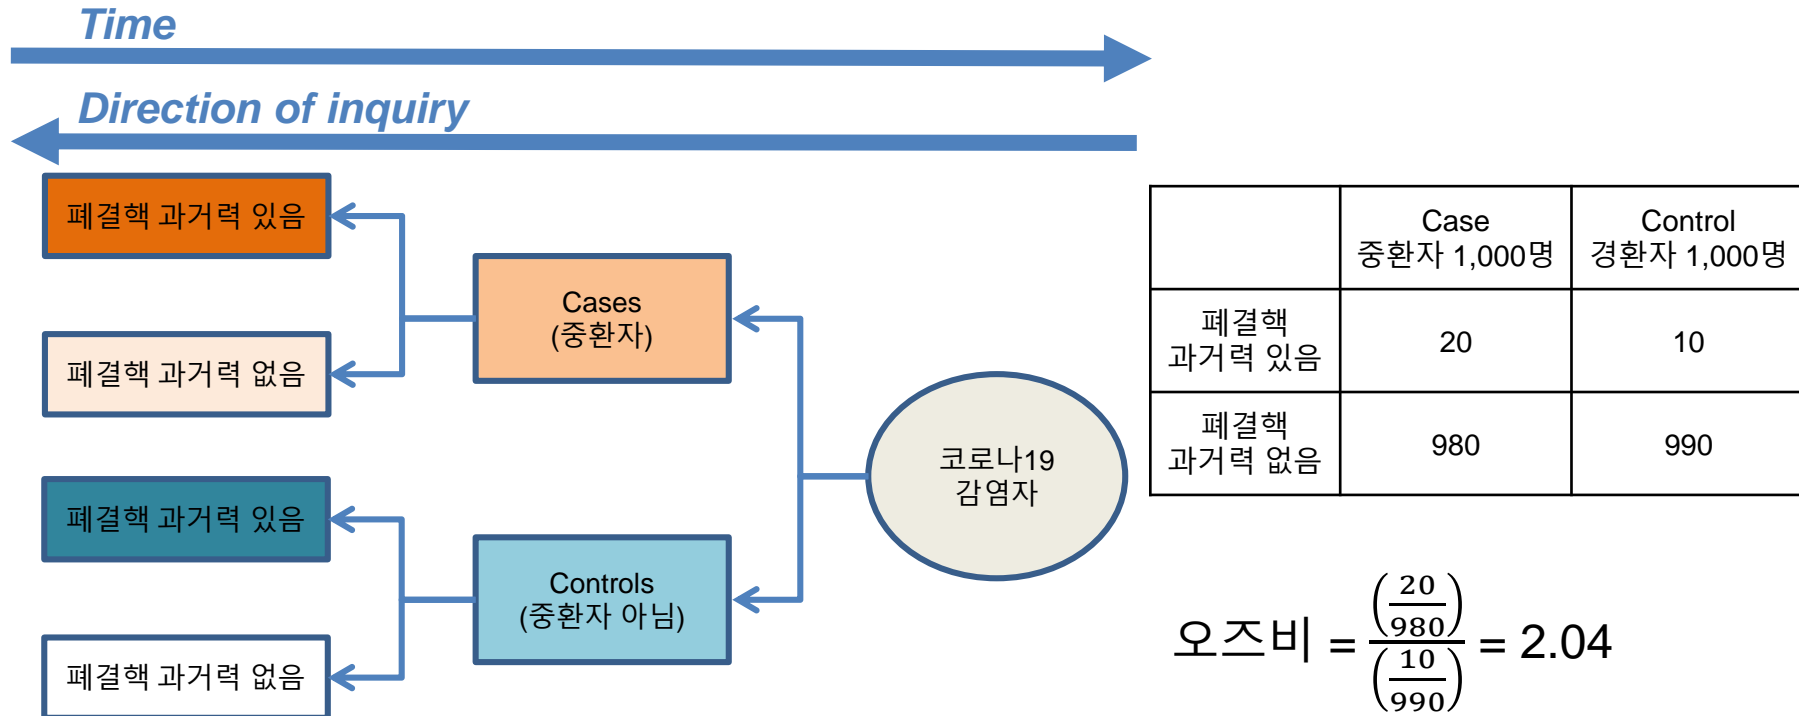 Time
Direction of inquiry
폐결핵 과거력 있음
폐결핵 과거력 없음
Cases
(중환자)
폐결핵 과거력 있음
폐결핵 과거력 없음
Controls
(중환자 아님)
코로나19
감염자
Case
중환자 1,000명
Control
경환자 1,000명
폐결핵
과거력 있음
20
10
폐결핵
과거력 없음
980
990
오즈비 = (20/980)/(10/990) = 2.04